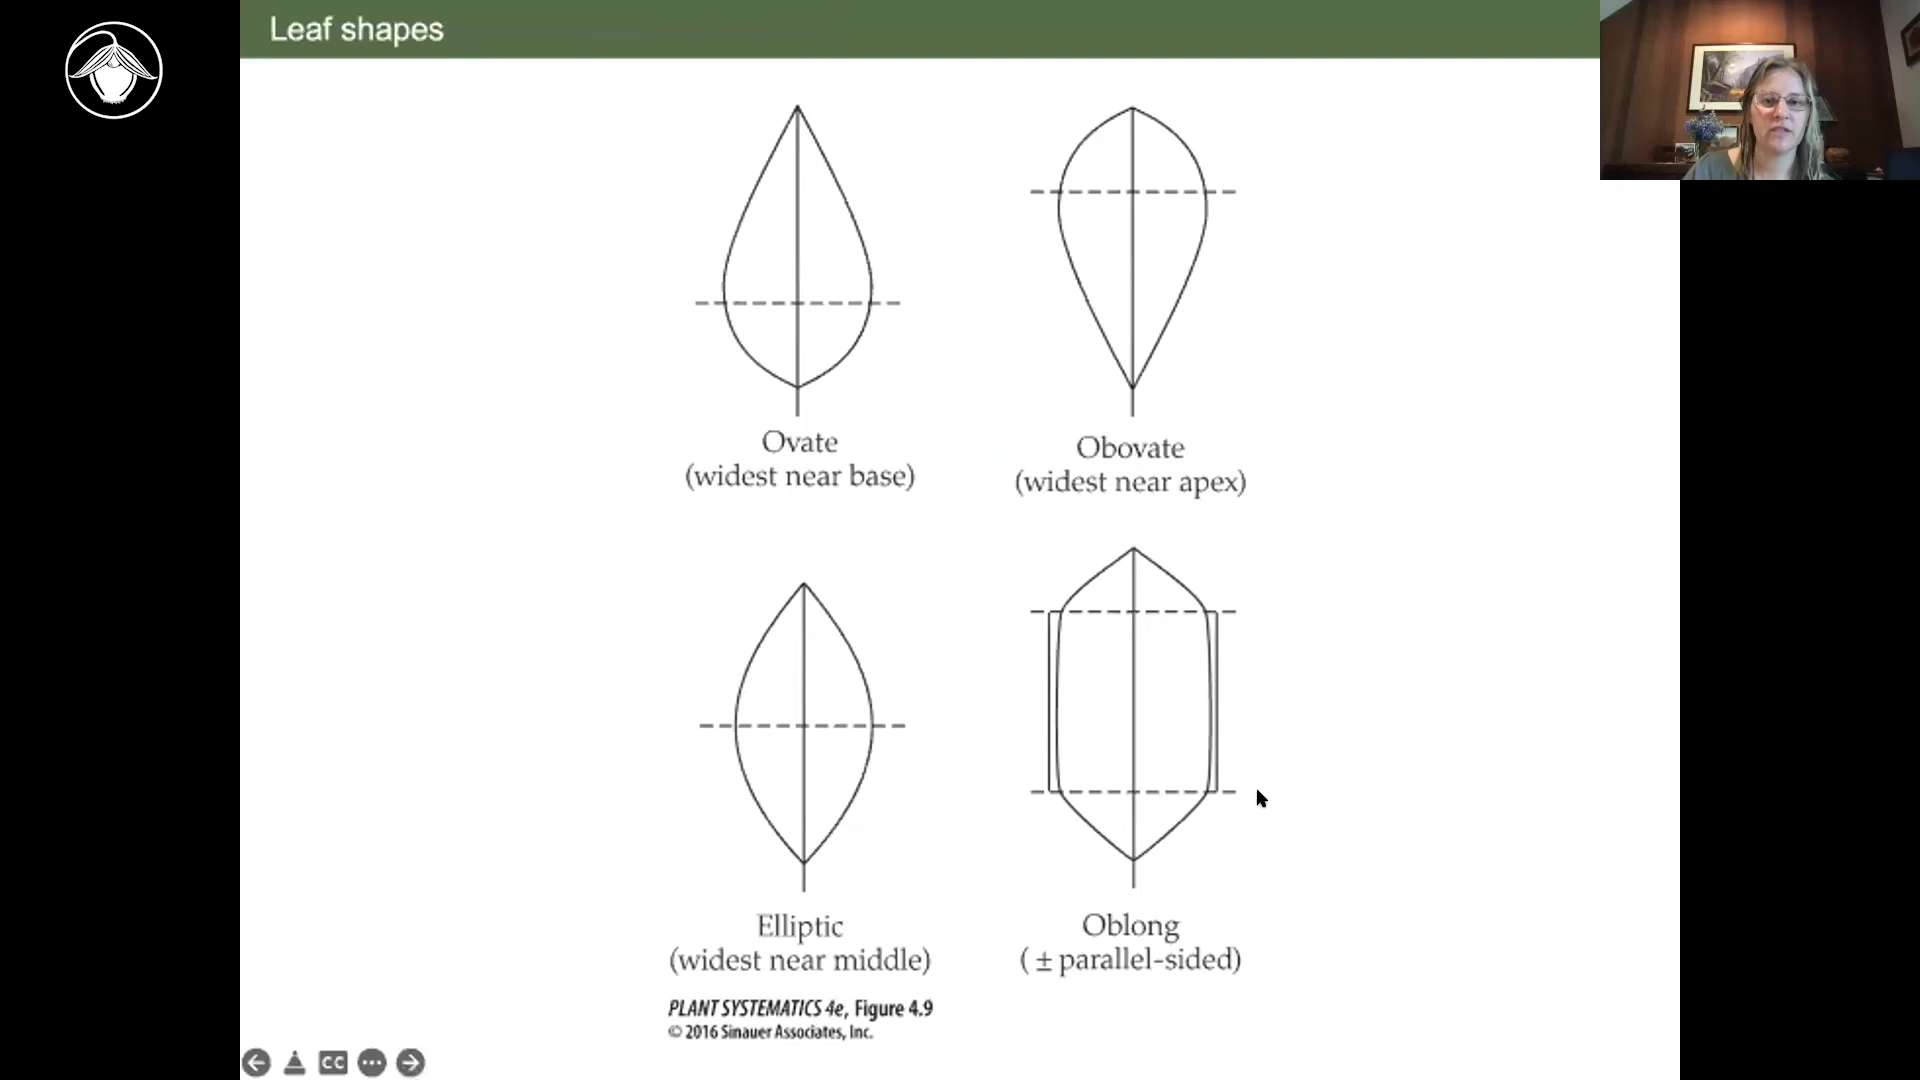 Leaf shapes
Ovate
(widest near base)
Obovate
(widest near apex)
Elliptic
(widest near middle)
Oblong
( ± parallel-sided)
PLANT SYSTEMATICS 4e, Figure 4.9
© 2016 Sinauer Associates, Inc.
CC